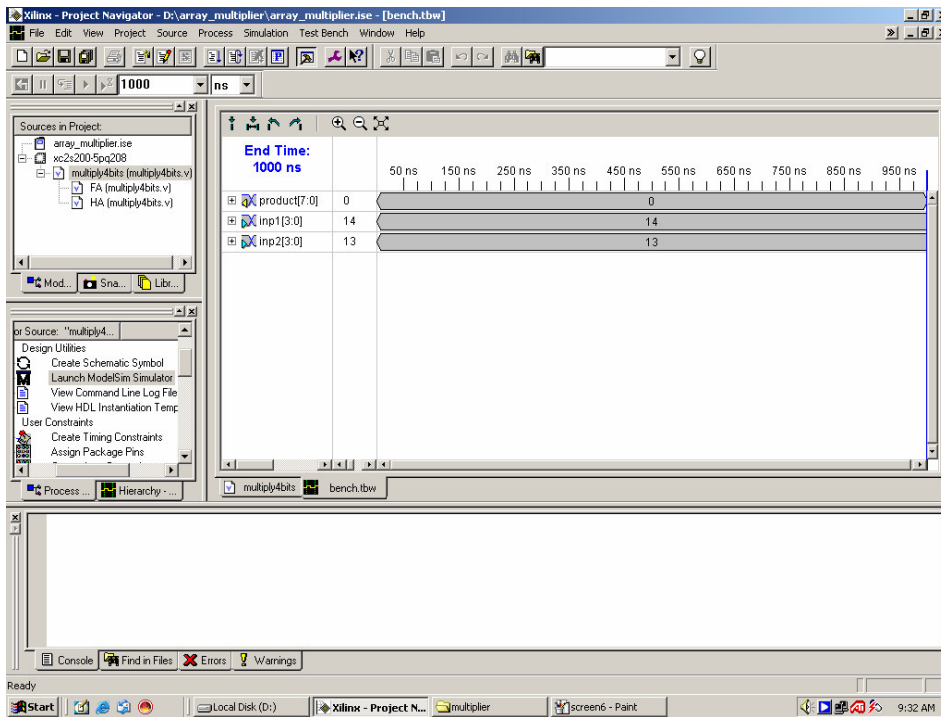 Xilinx - Project Navigator - D:\array_multiplier\array_multiplier.ise - [bench.tbw]
File Edit View Project Source Process Simulation Test Bench Window Help
1000 ns
Sources in Project:
array_multiplier.ise
xc2s200-5pq208
multiply4bits (multiply4bits.v)
FA (multiply4bits.v)
HA (multiply4bits.v)
Mod... Sna... Libr...
or Source: "multiply4...
Design Utilities
Create Schematic Symbol
Launch ModelSim Simulator
View Command Line Log File
View HDL Instantiation Temp
User Constraints
Create Timing Constraints
Assign Package Pins
Process ... Hierarchy - ...
End Time:
1000 ns
50 ns 150 ns 250 ns 350 ns 450 ns 550 ns 650 ns 750 ns 850 ns 950 ns
product[7:0] 0 0
inp1[3:0] 14 14
inp2[3:0] 13 13
multiply4bits bench.tbw
Console Find in Files Errors Warnings
Ready
Start Local Disk (D:) Xilinx - Project N... multiplier screen6 - Paint 9:32 AM